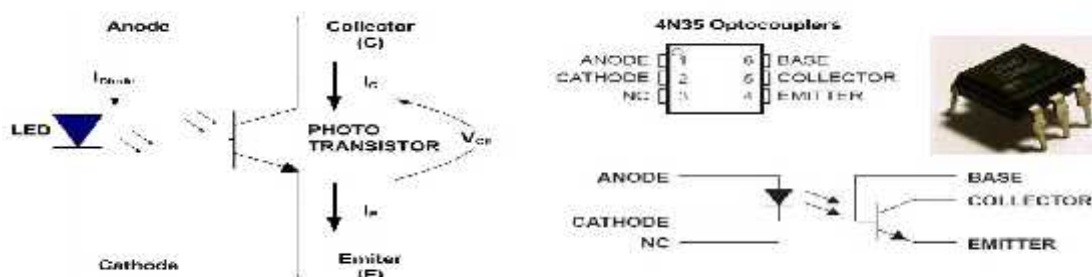 Anode
Collector
(C)
LED
PHOTO
TRANSISTOR
Cathode
Emiter
(E)
4N35 Optocouplers
ANODE 1 6 BASE
CATHODE 2 5 COLLECTOR
NC 3 4 EMITTER
ANODE
CATHODE
NC
BASE
COLLECTOR
EMITTER